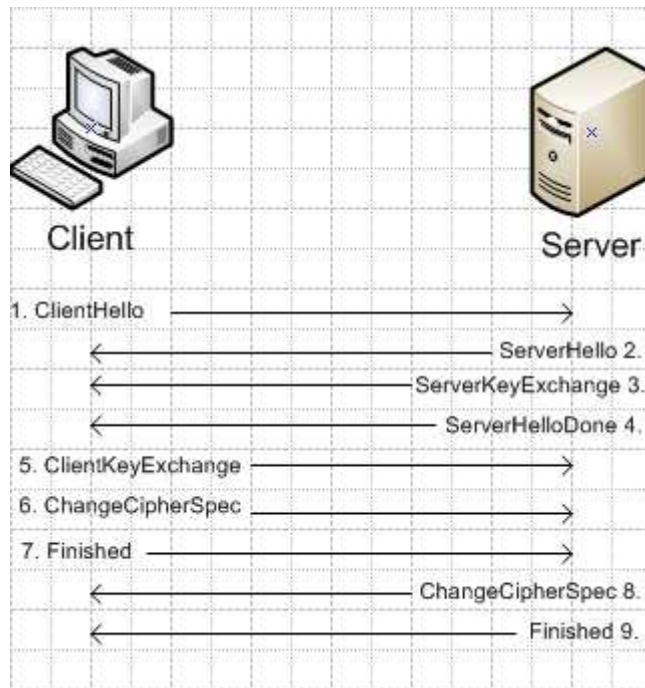 Client
Server
1. ClientHello
ServerHello 2.
ServerKeyExchange 3.
ServerHelloDone 4.
5. ClientKeyExchange
6. ChangeCipherSpec
7. Finished
ChangeCipherSpec 8.
Finished 9.